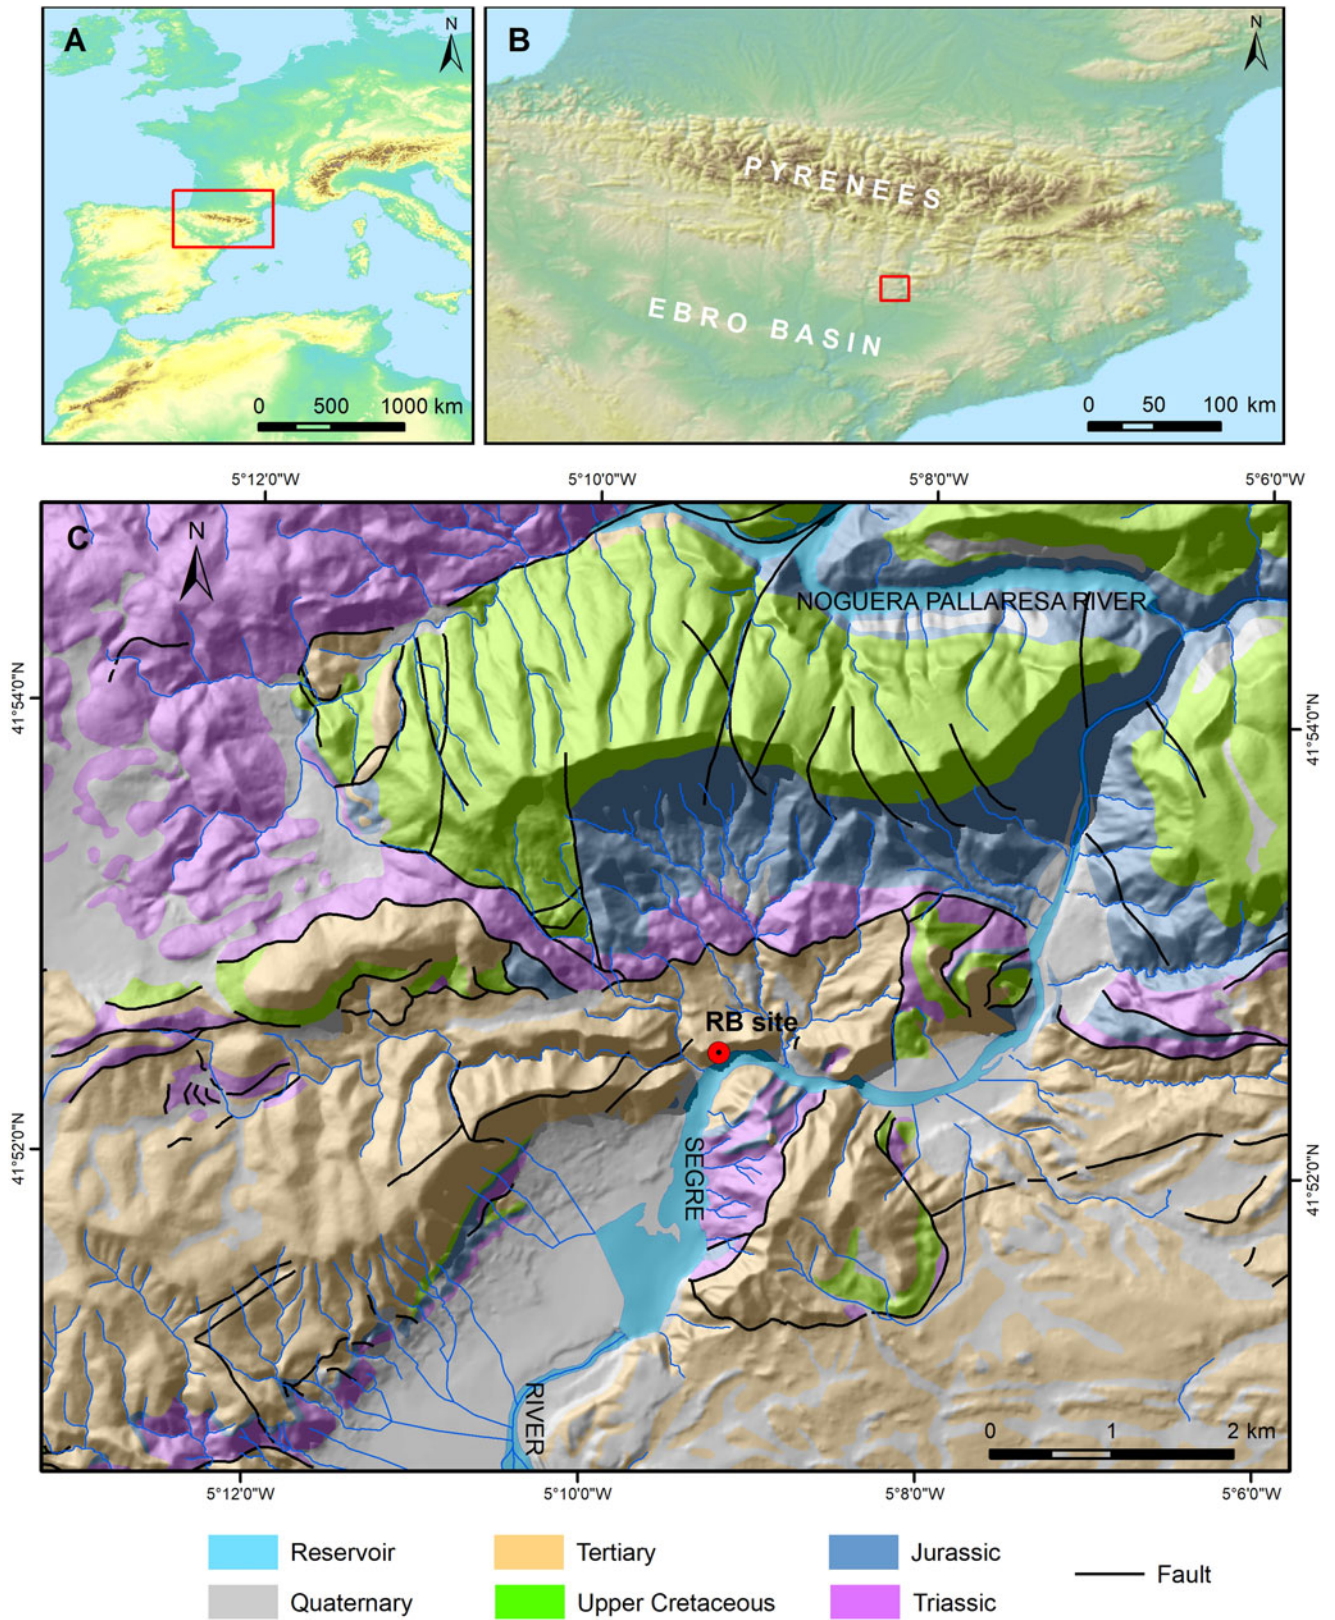 A
N
0 500 1000 km
B
N
PYRENEES
EBRO BASIN
0 50 100 km
5°12'0"W 5°10'0"W 5°8'0"W 5°6'0"W
C
N
NOGUERA PALLARESA RIVER
41°54'0"N 41°54'0"N
RB site
41°52'0"N 41°52'0"N
SEGRE
RIVER
0 1 2 km
5°12'0"W 5°10'0"W 5°8'0"W 5°6'0"W
Reservoir Tertiary Jurassic Fault
Quaternary Upper Cretaceous Triassic